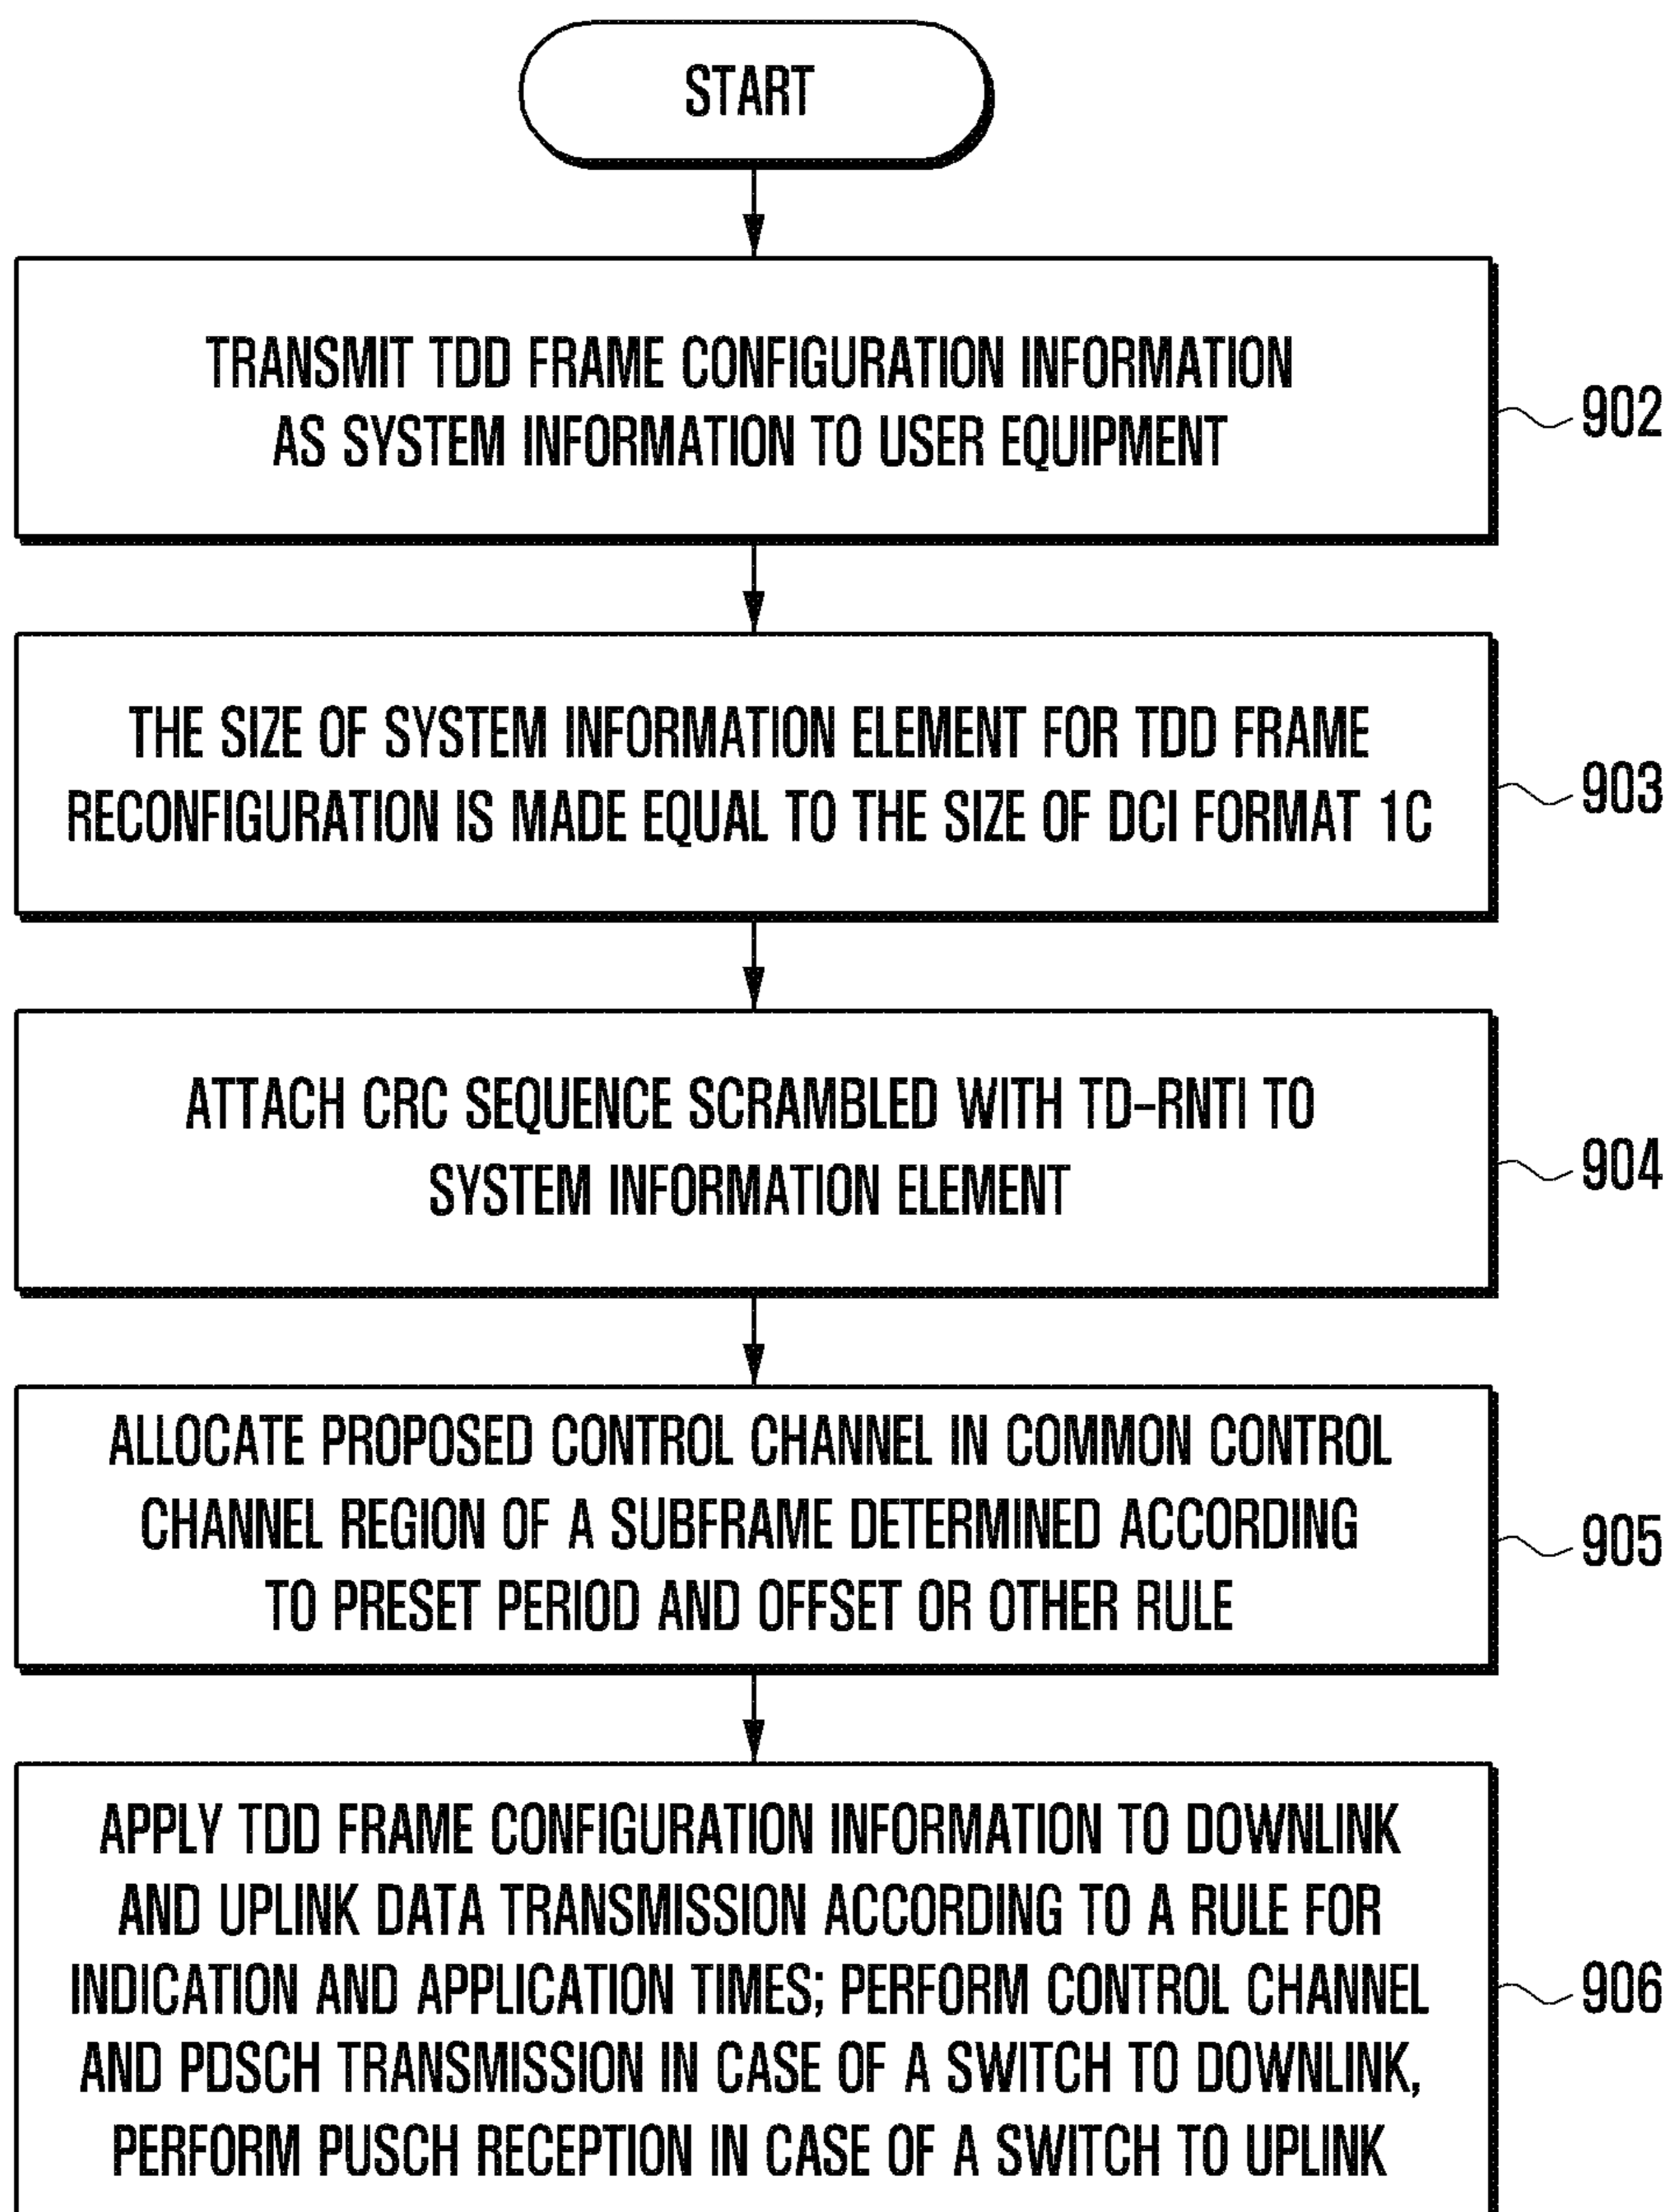 START
TRANSMIT TDD FRAME CONFIGURATION INFORMATION
AS SYSTEM INFORMATION TO USER EQUIPMENT
902
THE SIZE OF SYSTEM INFORMATION ELEMENT FOR TDD FRAME
RECONFIGURATION IS MADE EQUAL TO THE SIZE OF DCI FORMAT 1C
903
ATTACH CRC SEQUENCE SCRAMBLED WITH TD-RNTI TO
SYSTEM INFORMATION ELEMENT
904
ALLOCATE PROPOSED CONTROL CHANNEL IN COMMON CONTROL
CHANNEL REGION OF A SUBFRAME DETERMINED ACCORDING
TO PRESET PERIOD AND OFFSET OR OTHER RULE
905
APPLY TDD FRAME CONFIGURATION INFORMATION TO DOWNLINK
AND UPLINK DATA TRANSMISSION ACCORDING TO A RULE FOR
INDICATION AND APPLICATION TIMES; PERFORM CONTROL CHANNEL
AND PDSCH TRANSMISSION IN CASE OF A SWITCH TO DOWNLINK,
PERFORM PUSCH RECEPTION IN CASE OF A SWITCH TO UPLINK
906